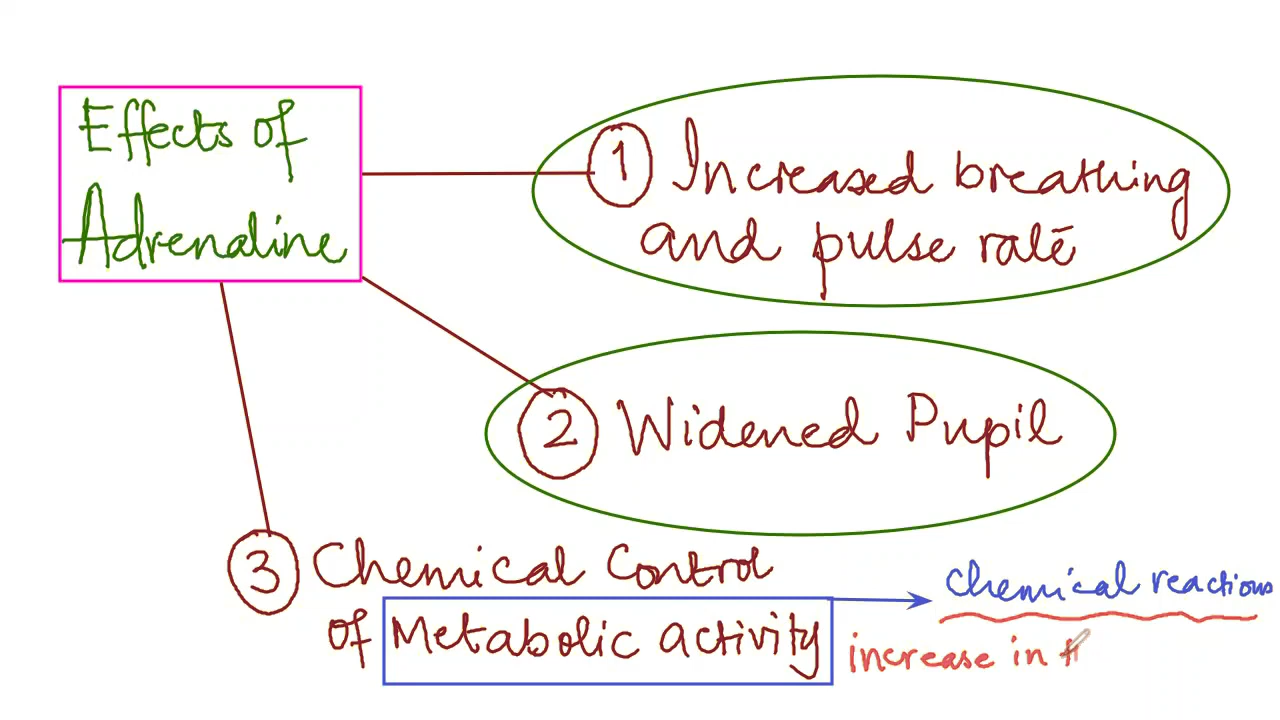 Effects of
Adrenaline
1 Increased breathing
and pulse rate
2 Widened Pupil
3 Chemical Control
of Metabolic activity
Chemical reactions
increase in